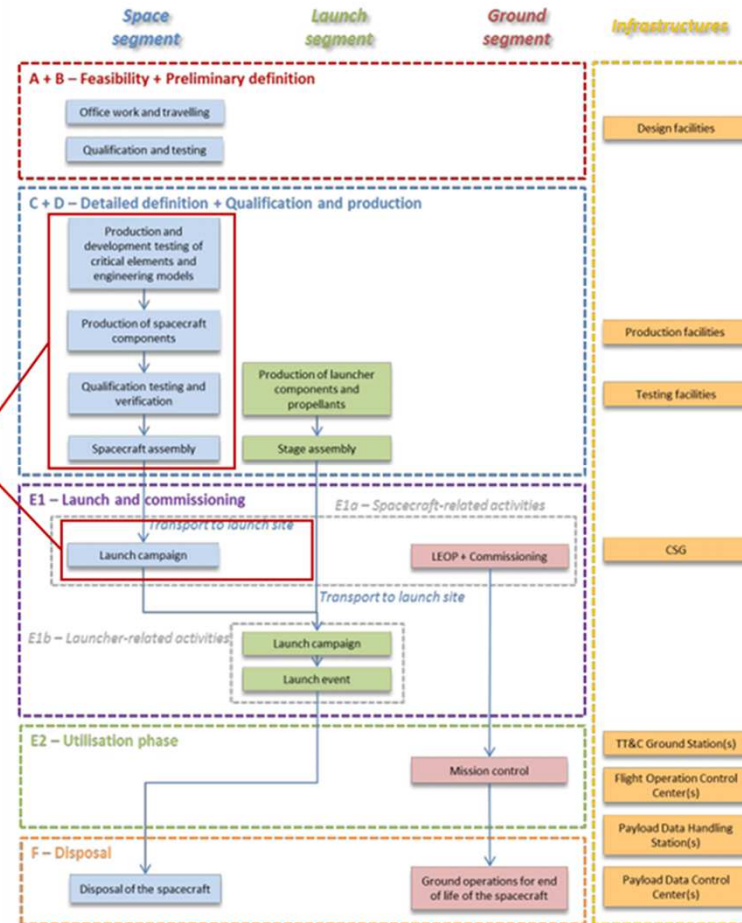 Space
segment
Launch
segment
Ground
segment
Infrastructures
A + B – Feasibility + Preliminary definition
Office work and travelling
Qualification and testing
Design facilities
C + D – Detailed definition + Qualification and production
Production and
development testing of
critical elements and
engineering models
Production of spacecraft
components
Production facilities
Qualification testing and
verification
Production of launcher
components and
propellants
Testing facilities
Spacecraft assembly
Stage assembly
E1 – Launch and commissioning
E1a – Spacecraft-related activities
Transport to launch site
Launch campaign
LEOP + Commissioning
CSG
Transport to launch site
E1b – Launcher-related activities
Launch campaign
Launch event
E2 – Utilisation phase
Mission control
TT&C Ground Station(s)
Flight Operation Control
Center(s)
Payload Data Handling
Station(s)
F – Disposal
Disposal of the spacecraft
Ground operations for end
of life of the spacecraft
Payload Data Control
Center(s)